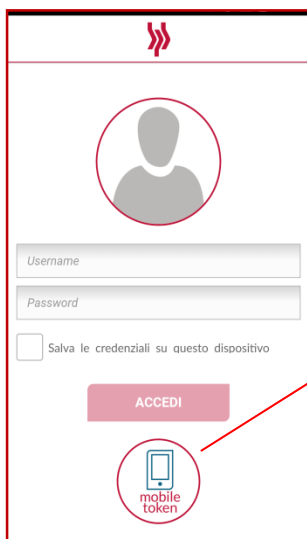 Username
Password
Salva le credenziali su questo dispositivo
ACCEDI
mobile
token